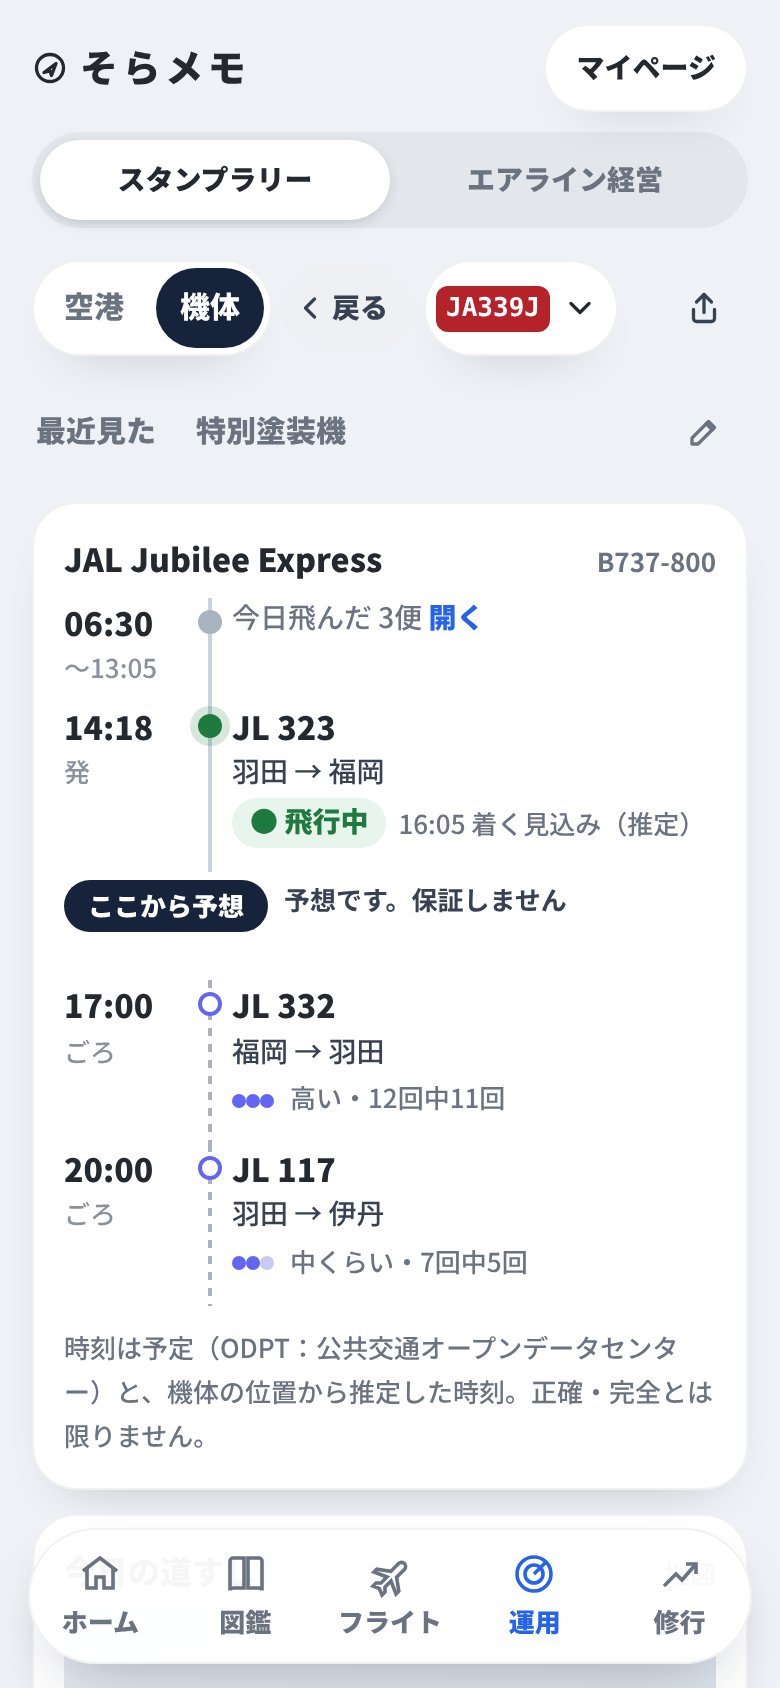 そらメモ
マイページ
スタンプラリー
エアライン経営
空港
機体
戻る
JA339J
最近見た
特別塗装機
JAL Jubilee Express
B737-800
06:30
〜13:05
今日飛んだ 3便 開く
14:18
発
JL 323
羽田 → 福岡
飛行中
16:05 着く見込み（推定）
ここから予想
予想です。保証しません
17:00
ごろ
JL 332
福岡 → 羽田
高い・12回中11回
20:00
ごろ
JL 117
羽田 → 伊丹
中くらい・7回中5回
時刻は予定（ODPT：公共交通オープンデータセンタ
ー）と、機体の位置から推定した時刻。正確・完全とは
限りません。
ホーム
図鑑
フライト
運用
修行